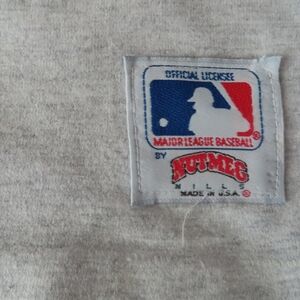 OFFICIAL LICENSEE
MAJOR LEAGUE BASEBALL®
BY
NUTMEG
MILLS
MADE IN U.S.A.®